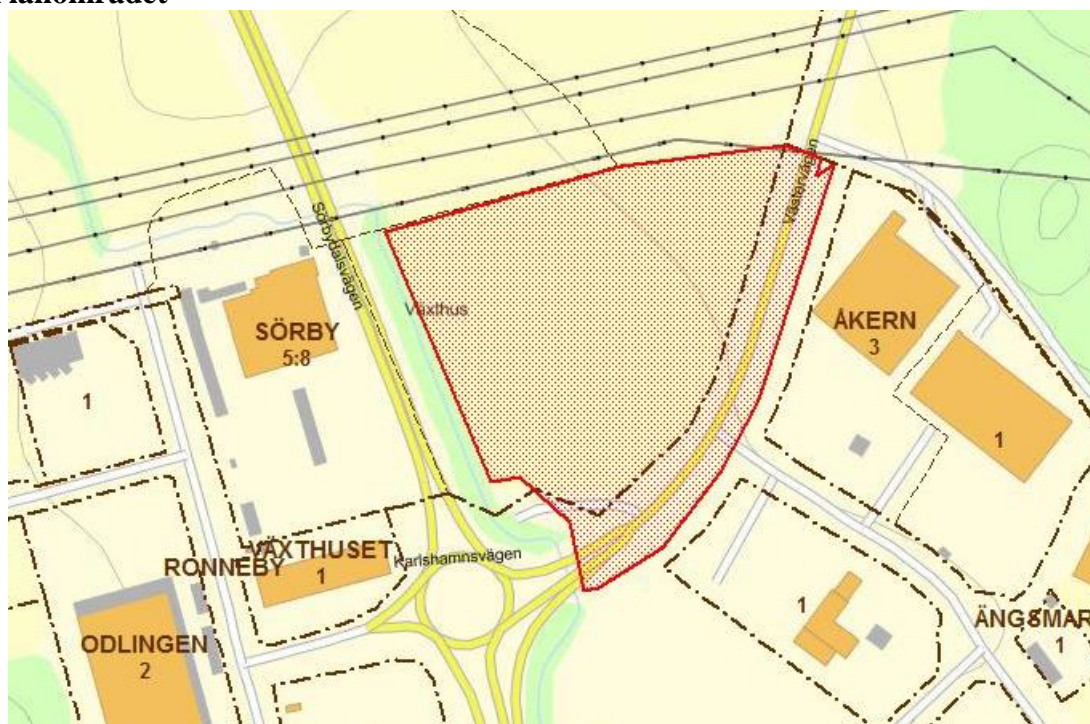 Planområdet
Västervägen
Sörbydalsvägen
Växthus
SÖRBY
5:8
ÅKERN
3
1
1
VÄXTHUSET
RONNEBY
1
Karlshamnsvägen
ODLINGEN
2
1
ÄNGSMAR
1